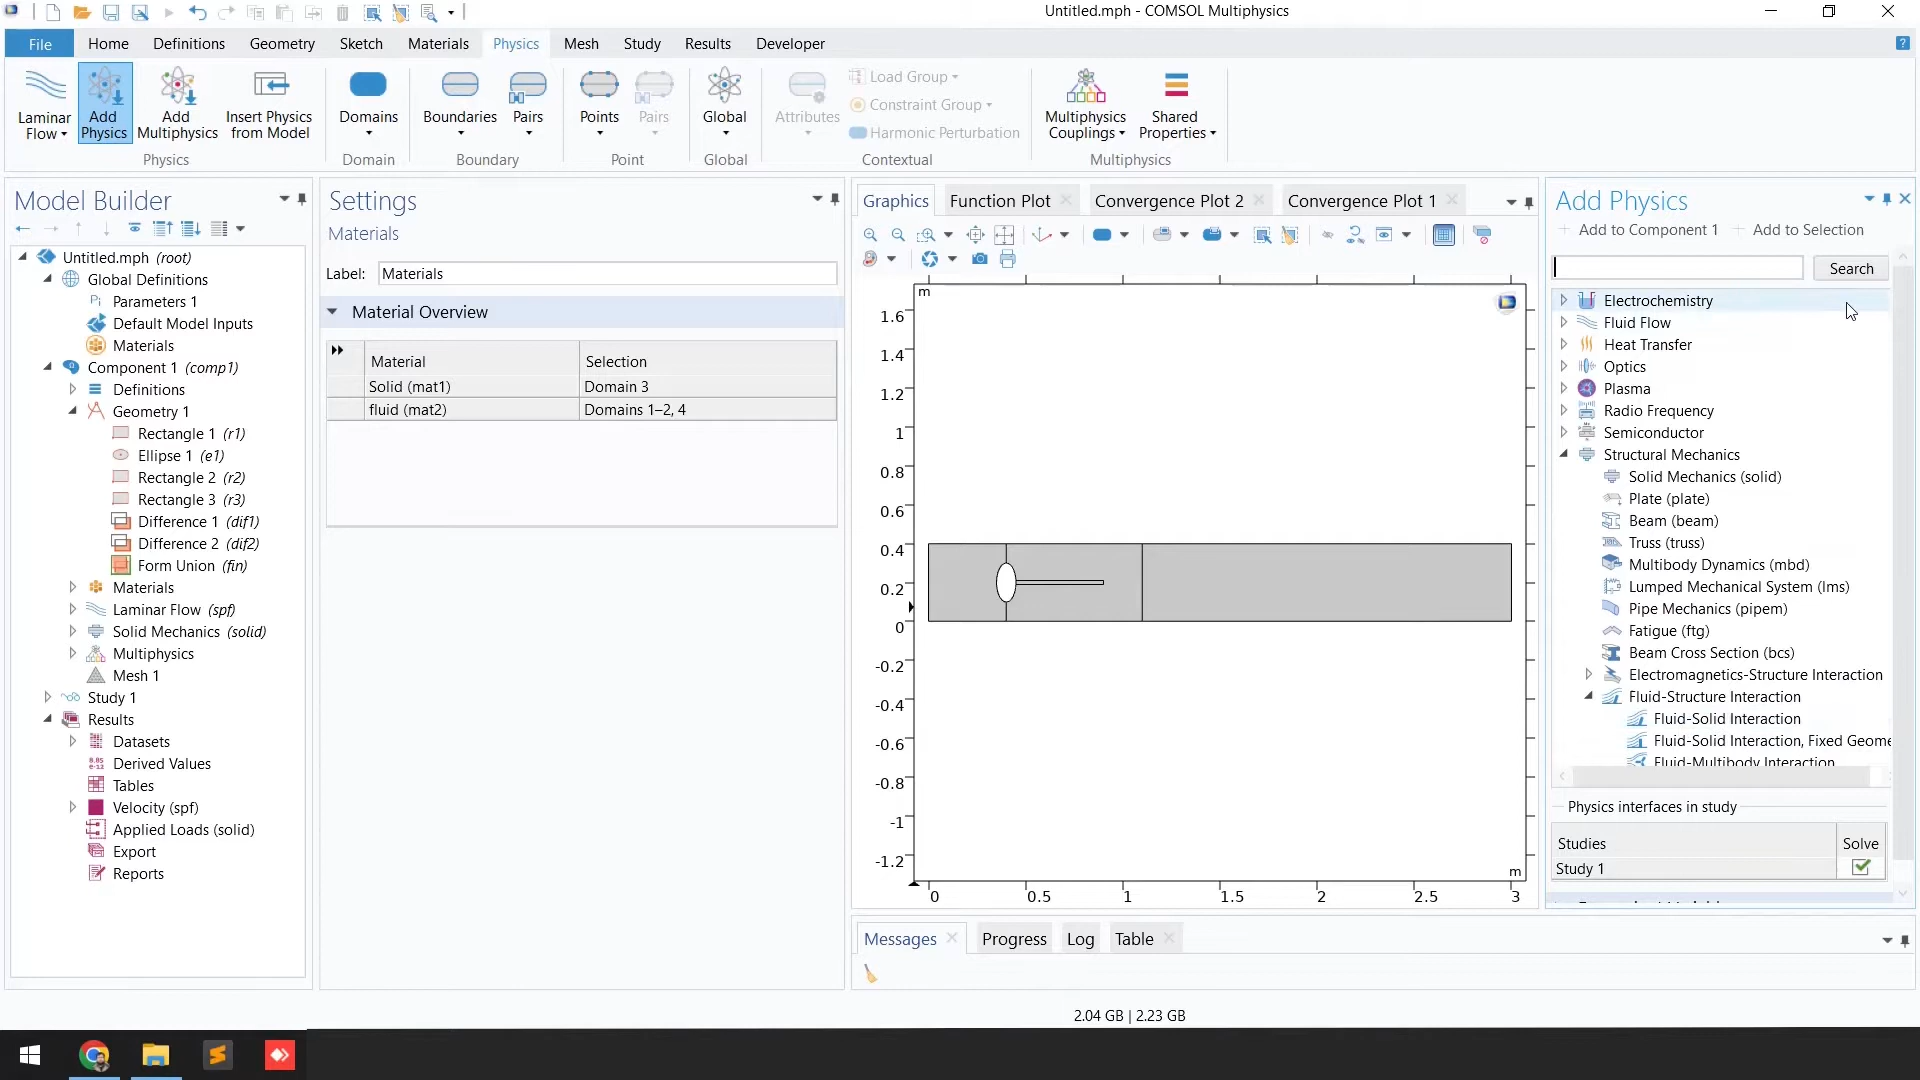 Untitled.mph - COMSOL Multiphysics
File
Home
Definitions
Geometry
Sketch
Materials
Physics
Mesh
Study
Results
Developer
Laminar Flow
Add Physics
Add Multiphysics
Insert Physics from Model
Domains
Boundaries
Pairs
Points
Pairs
Global
Attributes
Load Group
Constraint Group
Harmonic Perturbation
Multiphysics Couplings
Shared Properties
Physics
Domain
Boundary
Point
Global
Contextual
Multiphysics
Model Builder
Untitled.mph (root)
Global Definitions
Pi Parameters 1
Default Model Inputs
Materials
Component 1 (comp1)
Definitions
Geometry 1
Rectangle 1 (r1)
Ellipse 1 (e1)
Rectangle 2 (r2)
Rectangle 3 (r3)
Difference 1 (dif1)
Difference 2 (dif2)
Form Union (fin)
Materials
Laminar Flow (spf)
Solid Mechanics (solid)
Multiphysics
Mesh 1
Study 1
Results
Datasets
8.85
e-12
Derived Values
Tables
Velocity (spf)
Applied Loads (solid)
Export
Reports
Settings
Materials
Label: Materials
Material Overview
Material Selection
Solid (mat1) Domain 3
fluid (mat2) Domains 1–2, 4
Graphics
Function Plot
Convergence Plot 2
Convergence Plot 1
m
1.6
1.4
1.2
1
0.8
0.6
0.4
0.2
0
-0.2
-0.4
-0.6
-0.8
-1
-1.2
m
0 0.5 1 1.5 2 2.5 3
Messages
Progress
Log
Table
2.04 GB | 2.23 GB
Add Physics
Add to Component 1
Add to Selection
Search
Electrochemistry
Fluid Flow
Heat Transfer
Optics
Plasma
Radio Frequency
Semiconductor
Structural Mechanics
Solid Mechanics (solid)
Plate (plate)
Beam (beam)
Truss (truss)
Multibody Dynamics (mbd)
Lumped Mechanical System (lms)
Pipe Mechanics (pipem)
Fatigue (ftg)
Beam Cross Section (bcs)
Electromagnetics-Structure Interaction
Fluid-Structure Interaction
Fluid-Solid Interaction
Fluid-Solid Interaction, Fixed Geome
Fluid-Multibody Interaction
Physics interfaces in study
Studies Solve
Study 1